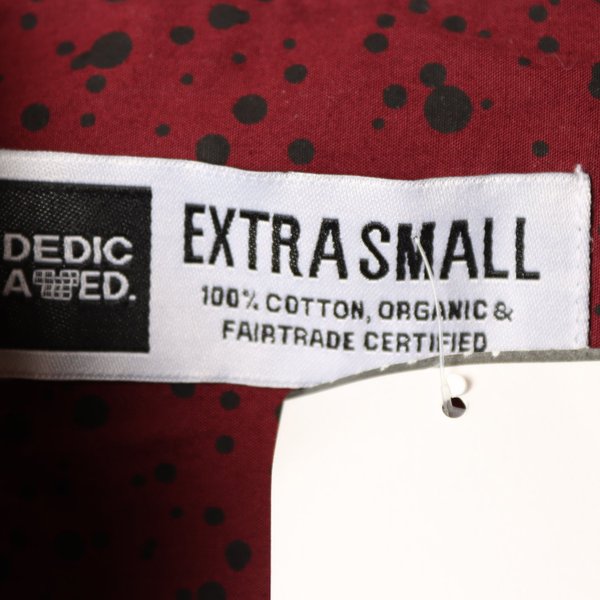 DEDIC
ATED.
EXTRA SMALL
100% COTTON, ORGANIC &
FAIRTRADE CERTIFIED